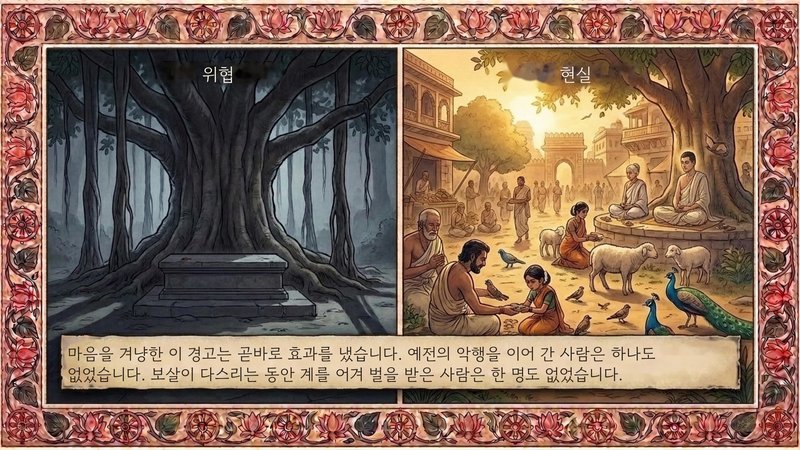 위협
현실
마음을 겨냥한 이 경고는 곧바로 효과를 냈습니다. 예전의 악행을 이어 간 사람은 하나도
없었습니다. 보살이 다스리는 동안 계를 어겨 벌을 받은 사람은 한 명도 없었습니다.